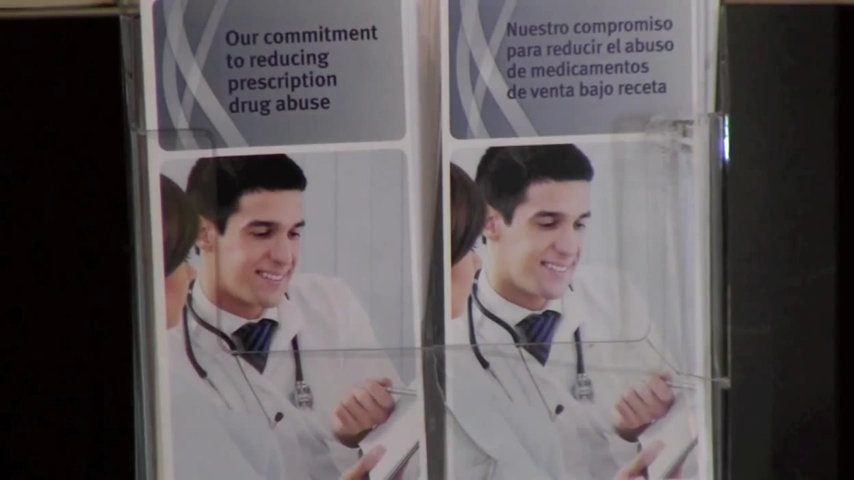 Our commitment
to reducing
prescription
drug abuse
Nuestro compromiso
para reducir el abuso
de medicamentos
de venta bajo receta